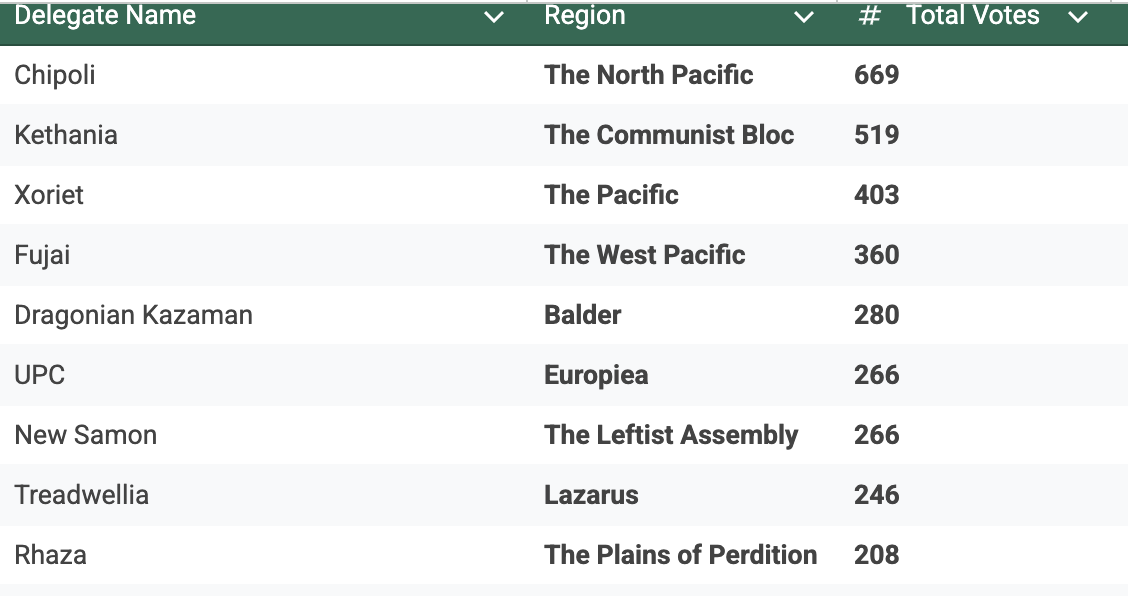 Delegate Name Region # Total Votes
Chipoli The North Pacific 669
Kethania The Communist Bloc 519
Xoriet The Pacific 403
Fujai The West Pacific 360
Dragonian Kazaman Balder 280
UPC Europiea 266
New Samon The Leftist Assembly 266
Treadwellia Lazarus 246
Rhaza The Plains of Perdition 208